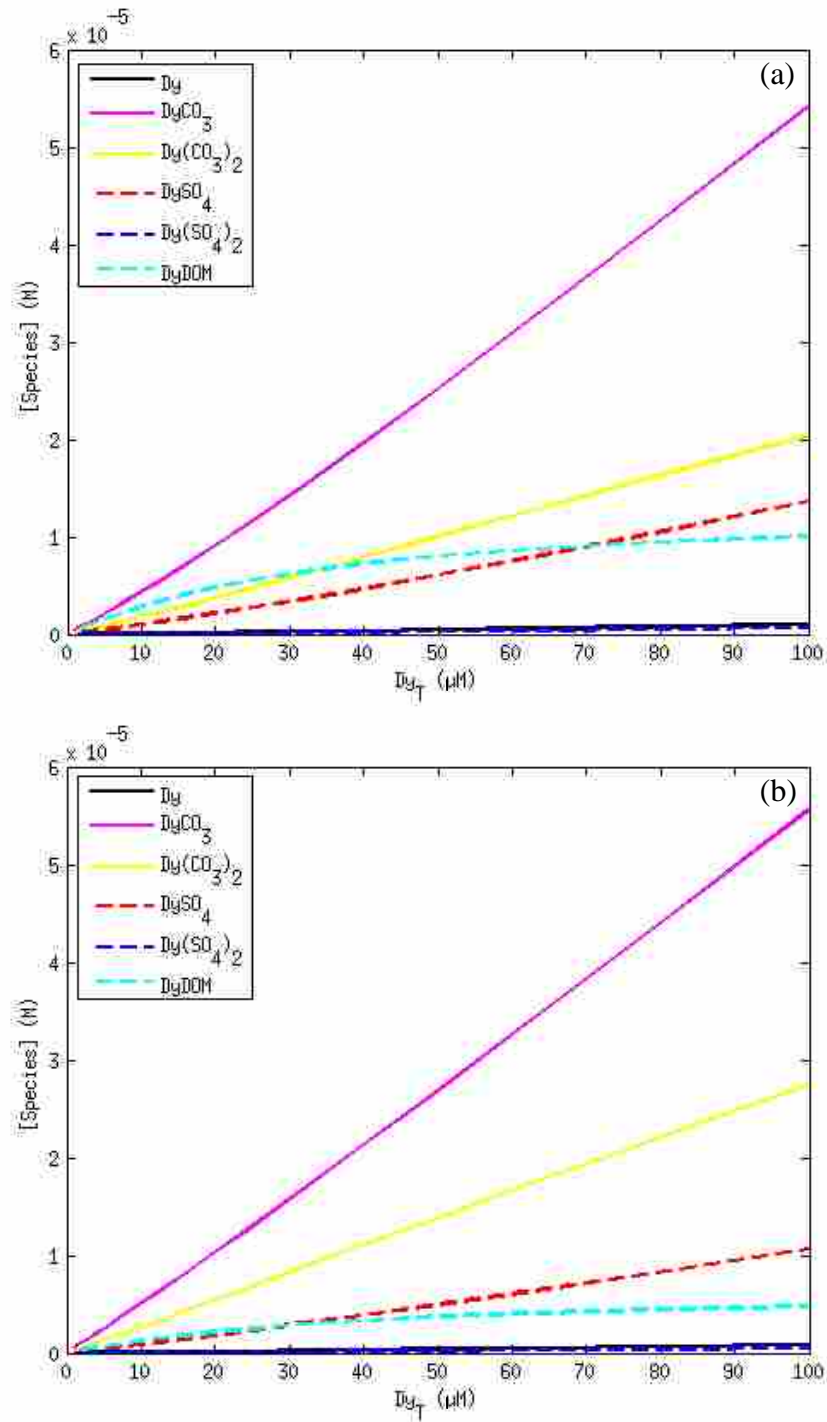 x 10⁻⁵
(a)
6
5
4
3
2
1
0
[Species] (M)
Dy
DyCO₃
Dy(CO₃)₂
DySO₄
Dy(SO₄)₂
DyDOM
0 10 20 30 40 50 60 70 80 90 100
Dy_T (µM)
x 10⁻⁵
(b)
6
5
4
3
2
1
0
[Species] (M)
Dy
DyCO₃
Dy(CO₃)₂
DySO₄
Dy(SO₄)₂
DyDOM
0 10 20 30 40 50 60 70 80 90 100
Dy_T (µM)